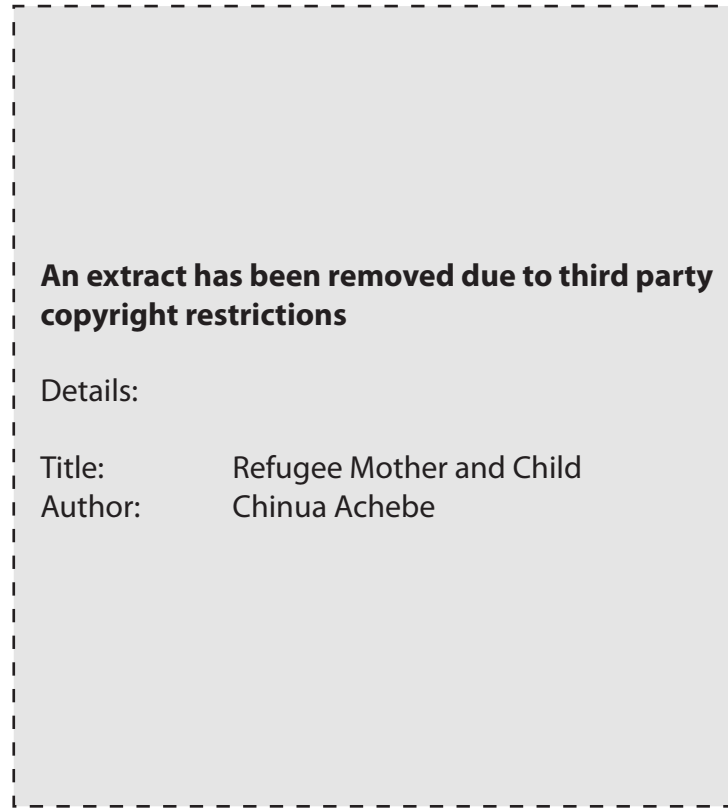 An extract has been removed due to third party
copyright restrictions
Details:
Title: Refugee Mother and Child
Author: Chinua Achebe